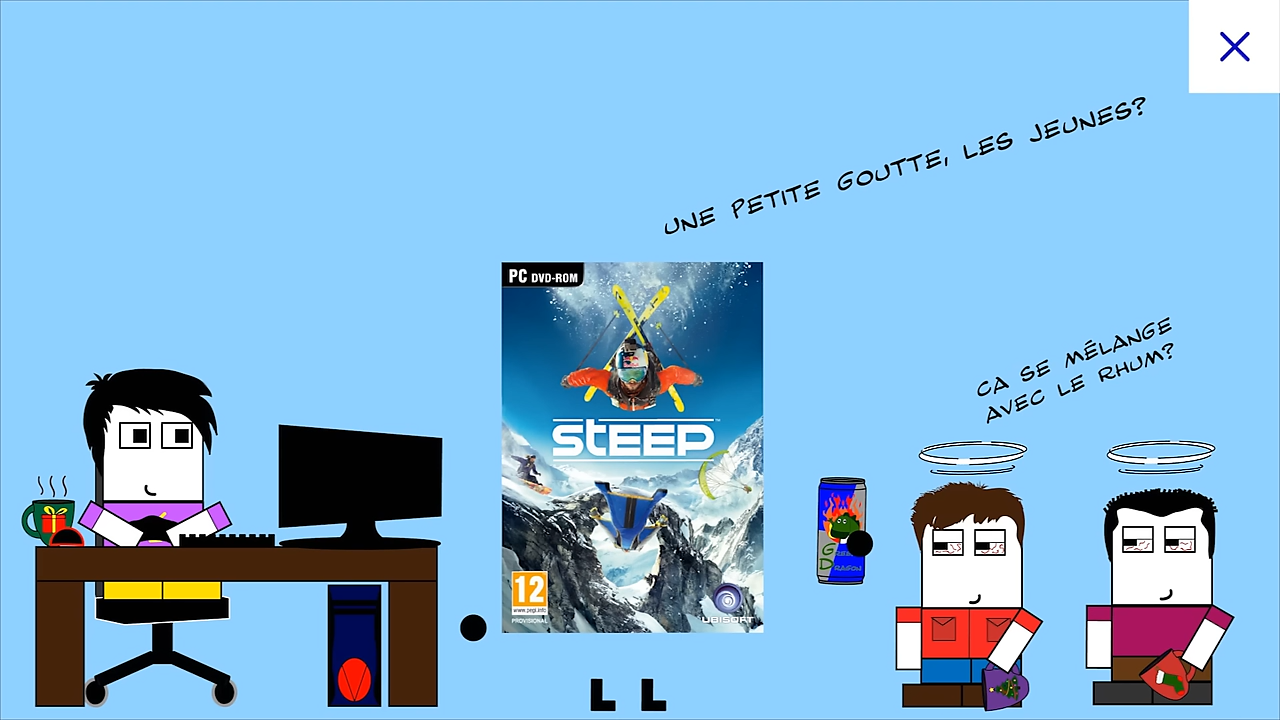 UNE PETITE GOUTTE, LES JEUNES?
PC DVD-ROM
STEEP
CA SE MÉLANGE
AVEC LE RHUM?
12
www.pegi.info
PROVISIONAL
UBISOFT